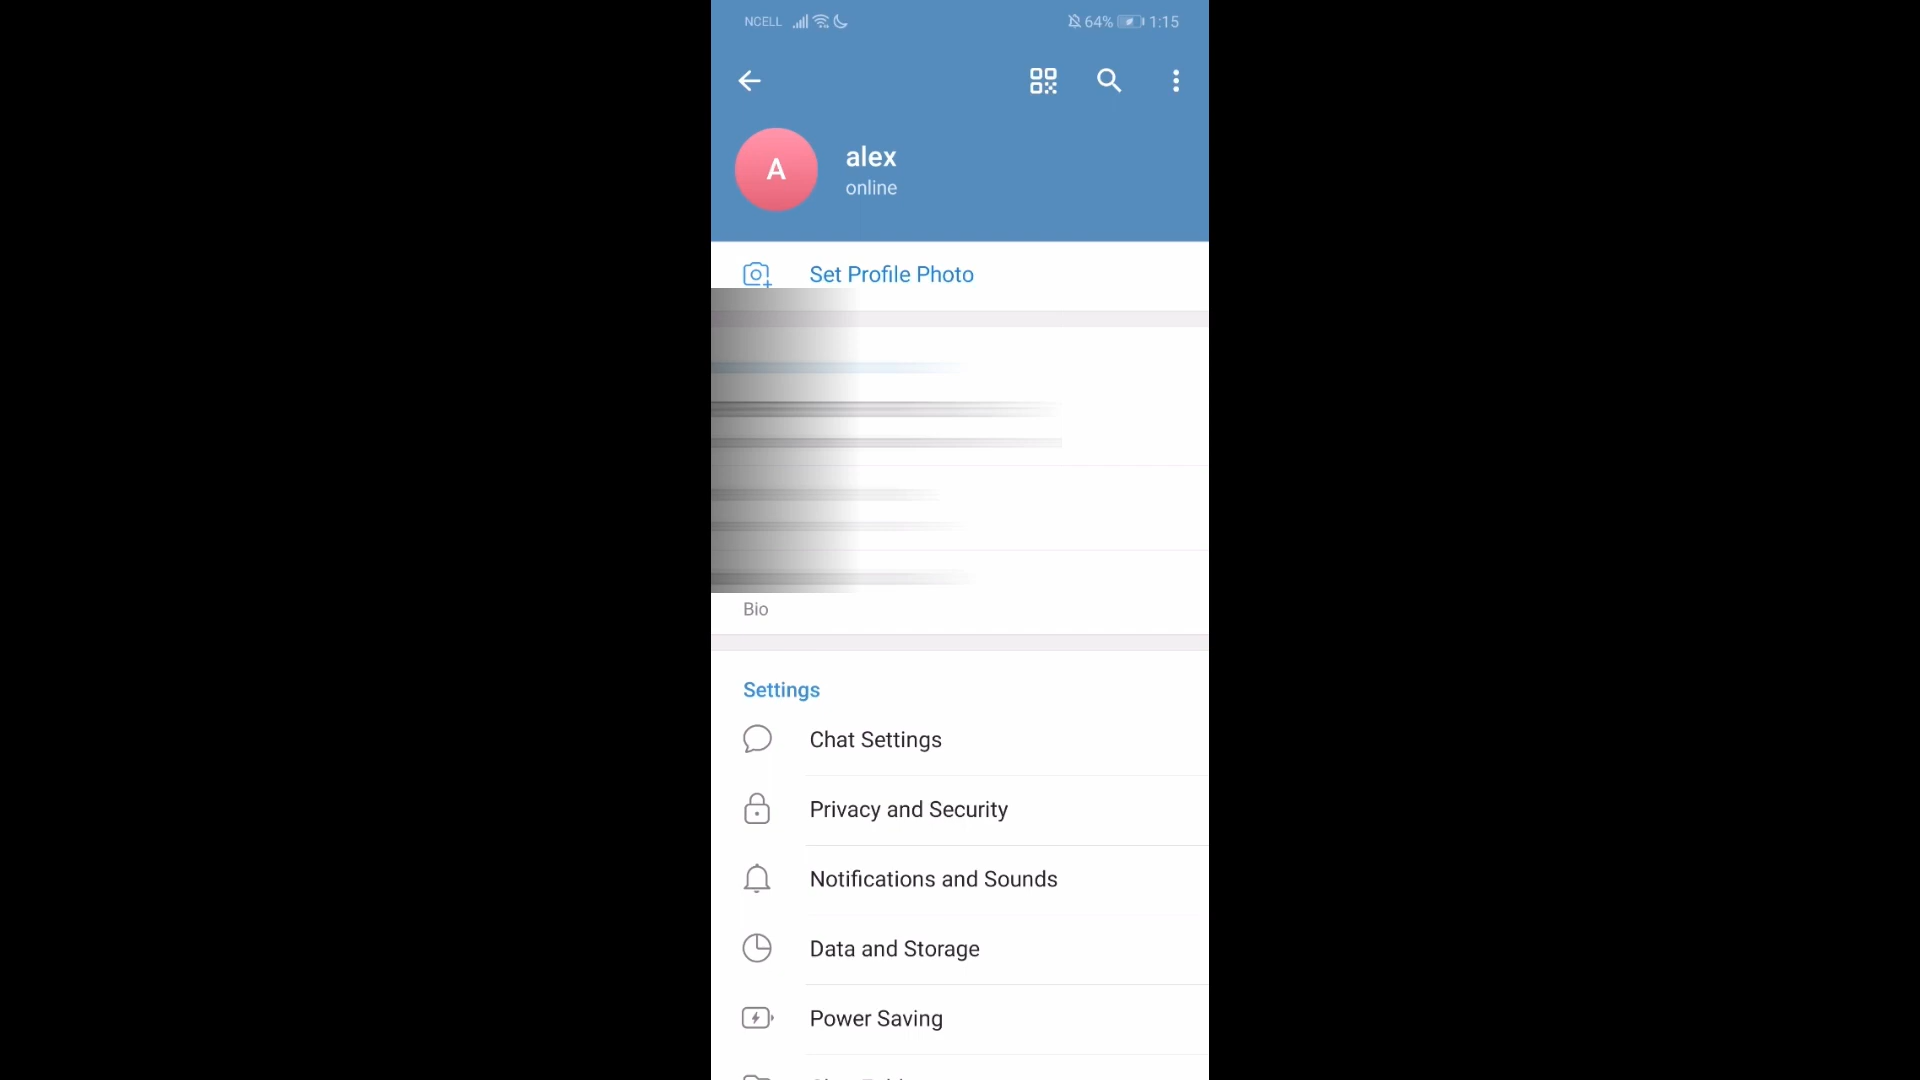 NCELL 64% 1:15
A
alex
online
Set Profile Photo
Bio
Settings
Chat Settings
Privacy and Security
Notifications and Sounds
Data and Storage
Power Saving